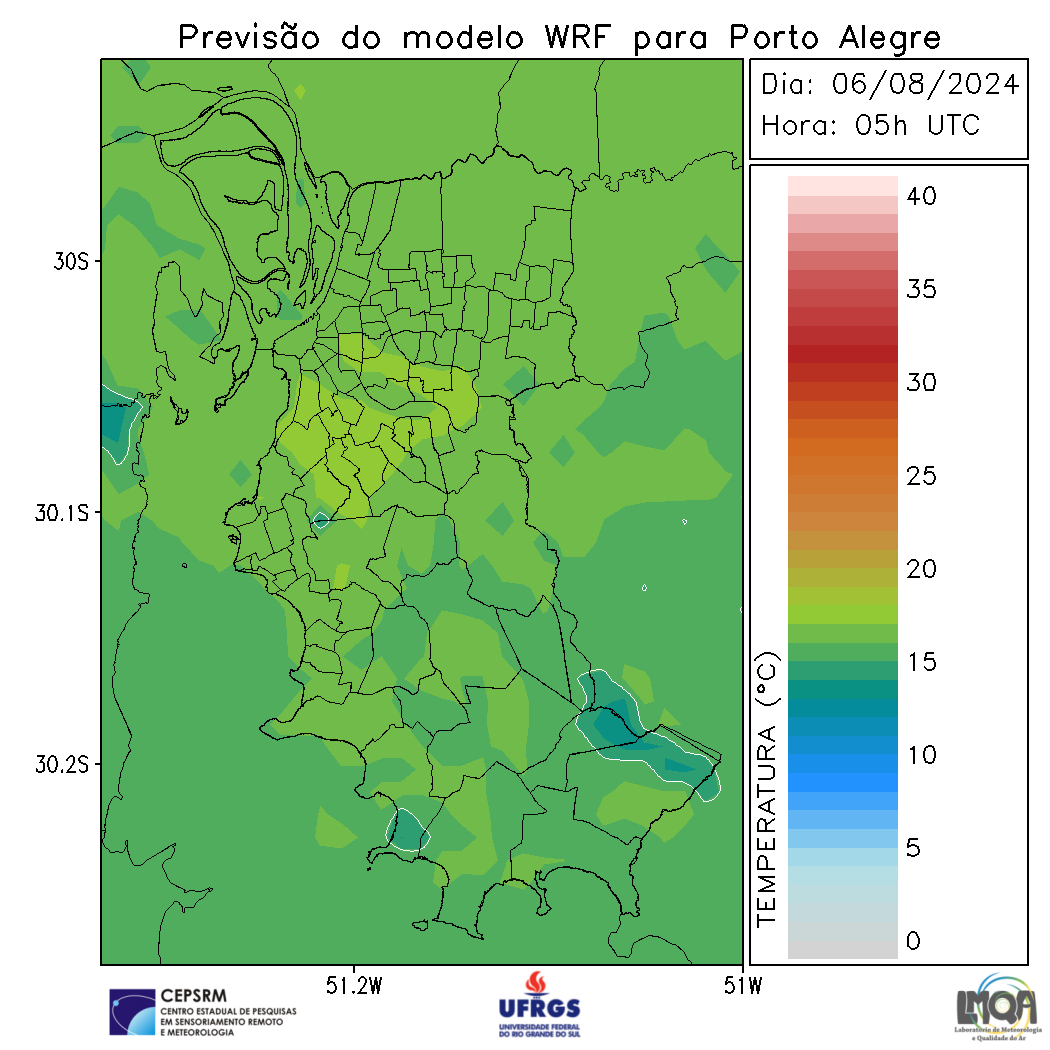 Previsão do modelo WRF para Porto Alegre
Dia: 06/08/2024
Hora: 05h UTC
30S
30.1S
30.2S
51.2W
51W
TEMPERATURA (°C)
40
35
30
25
20
15
10
5
0
CEPSRM
CENTRO ESTADUAL DE PESQUISAS
EM SENSORIAMENTO REMOTO
E METEOROLOGIA
UFRGS
UNIVERSIDADE FEDERAL
DO RIO GRANDE DO SUL
LMQA
Laboratório de Meteorologia
e Qualidade do Ar